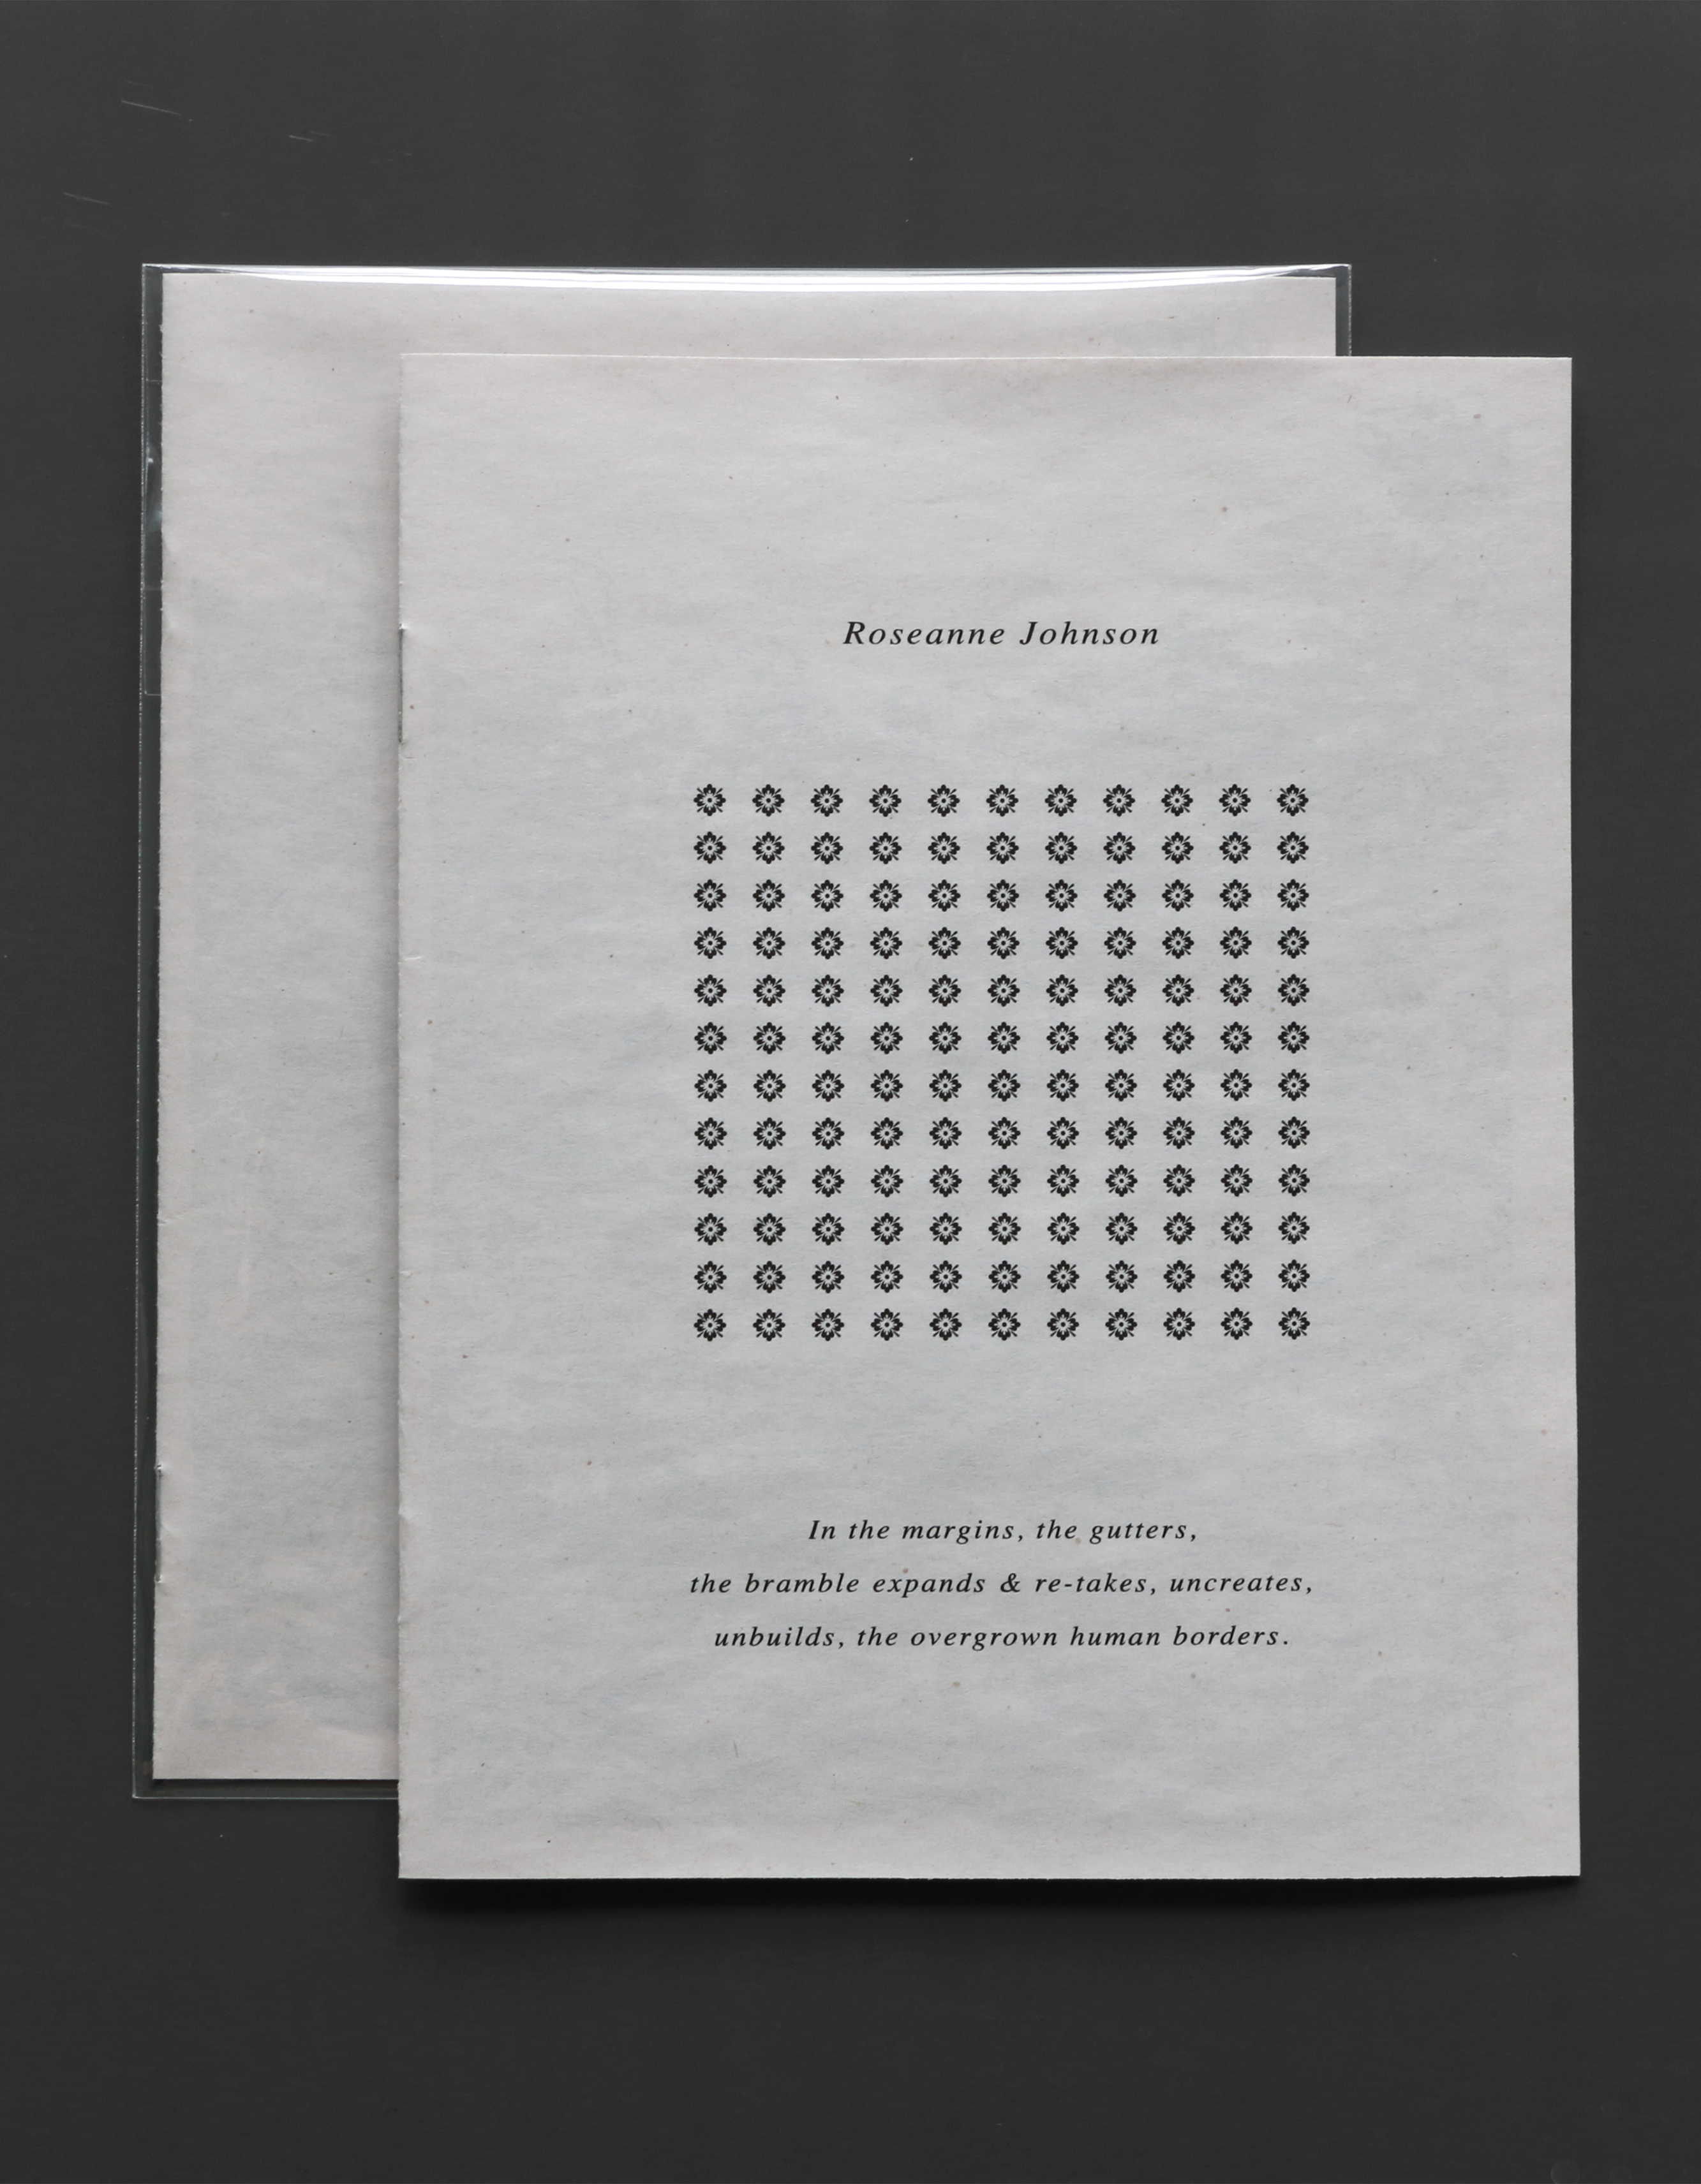 Roseanne Johnson
In the margins, the gutters,
the bramble expands & re-takes, uncreates,
unbuilds, the overgrown human borders.